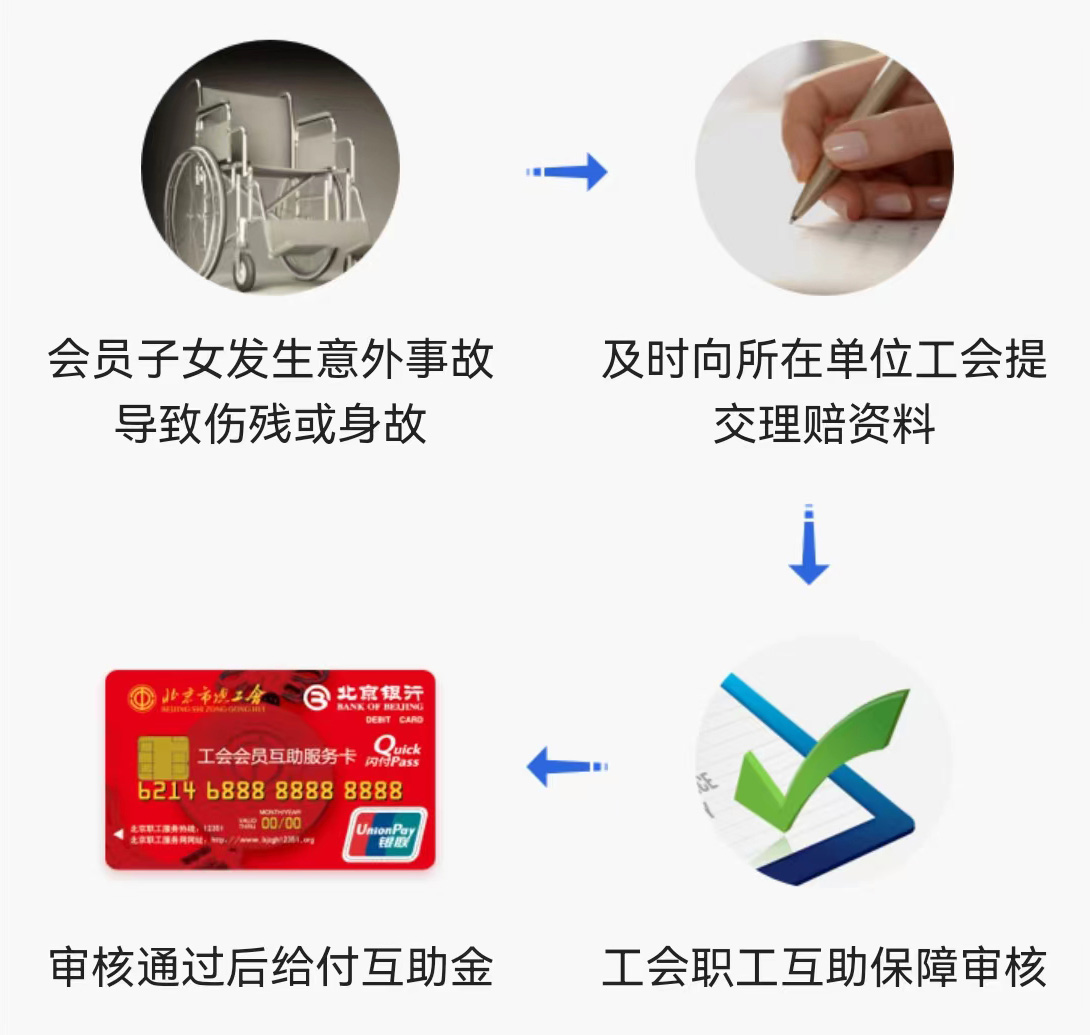 会员子女发生意外事故
导致伤残或身故
及时向所在单位工会提
交理赔资料
北京市总工会
BEIJING SHI ZONG GONG HUI
北京银行
BANK OF BEIJING
DEBIT CARD
工会会员互助服务卡
Quick
闪付Pass
6214 6888 8888 8888
MONTH/YEAR
VALID
THRU
00/00
北京职工服务热线：12351
北京职工服务网网址：http://www.bjzgh12351.org
UnionPay
银联
审核通过后给付互助金
工会职工互助保障审核